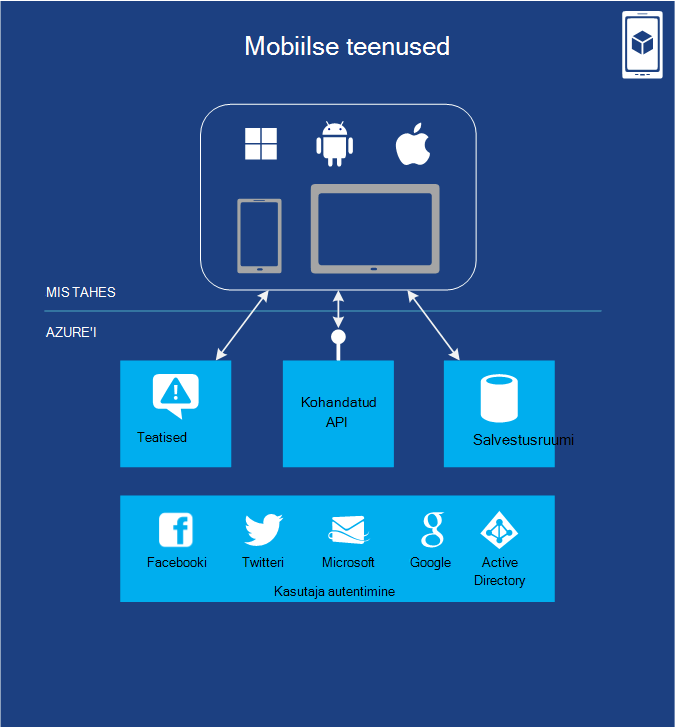 Mobiilse teenused
MIS TAHES
AZURE'I
Teatised
Kohandatud
API
Salvestusruumi
Facebooki
Twitteri
Microsoft
Google
Active
Directory
Kasutaja autentimine